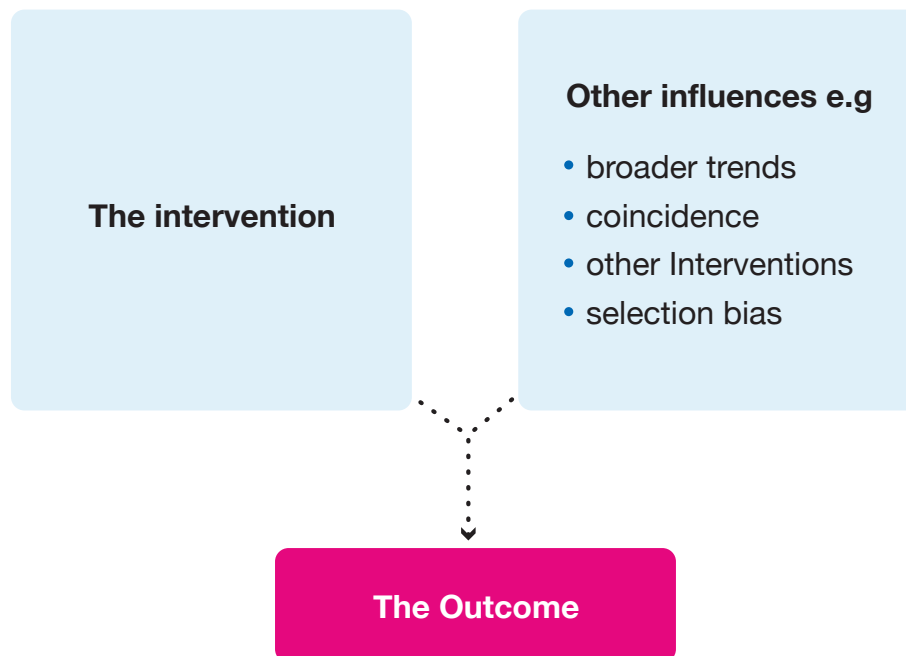 The intervention
Other influences e.g
• broader trends
• coincidence
• other Interventions
• selection bias
The Outcome